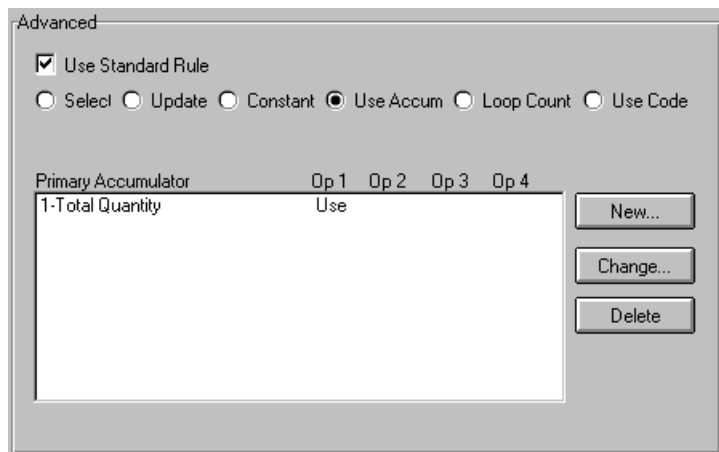 Advanced
Use Standard Rule
Select Update Constant Use Accum Loop Count Use Code
Primary Accumulator Op 1 Op 2 Op 3 Op 4
1-Total Quantity Use
New...
Change...
Delete